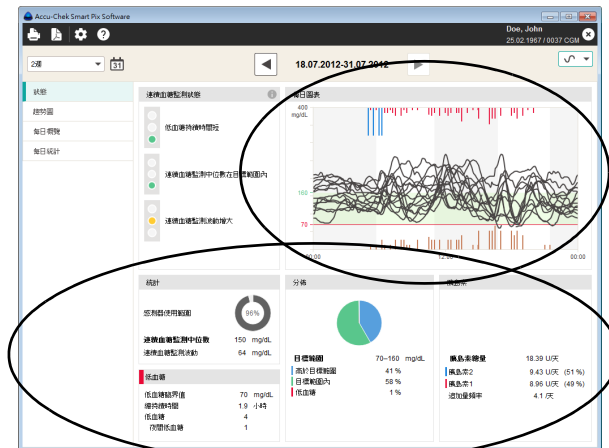 Accu-Chek Smart Pix Software
Doe, John
25.02.1967 / 0037 CGM
2週
31
18.07.2012-31.07.2012
狀態
趨勢圖
每日概覽
每日統計
連續血糖監測狀態
低血糖持續時間短
連續血糖監測中位數在目標範圍內
連續血糖監測波動增大
每日圖表
400
mg/dL
160
70
00:00
12:00
00:00
統計
感測器使用範圍
96%
連續血糖監測中位數 150 mg/dL
連續血糖監測波動 64 mg/dL
低血糖
低血糖臨界值 70 mg/dL
總持續時間 1.9 小時
低血糖 4
夜間低血糖 1
分佈
目標範圍 70-160 mg/dL
高於目標範圍 41 %
目標範圍內 58 %
低血糖 1 %
胰島素
胰島素總量 18.39 U/天
胰島素2 9.43 U/天 (51 %)
胰島素1 8.96 U/天 (49 %)
追加量頻率 4.1 /天